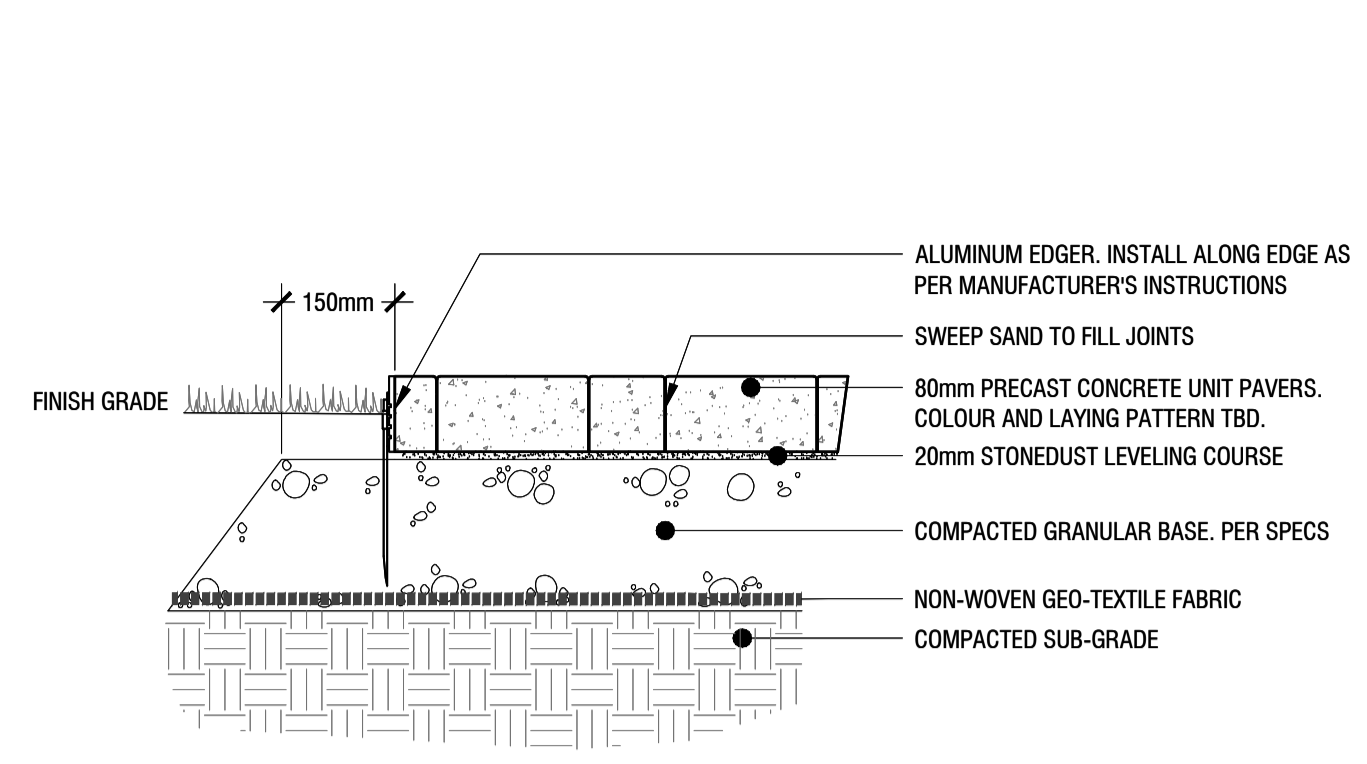 ALUMINUM EDGER. INSTALL ALONG EDGE AS
PER MANUFACTURER'S INSTRUCTIONS
150mm
SWEEP SAND TO FILL JOINTS
FINISH GRADE
80mm PRECAST CONCRETE UNIT PAVERS.
COLOUR AND LAYING PATTERN TBD.
20mm STONEDUST LEVELING COURSE
COMPACTED GRANULAR BASE. PER SPECS
NON-WOVEN GEO-TEXTILE FABRIC
COMPACTED SUB-GRADE